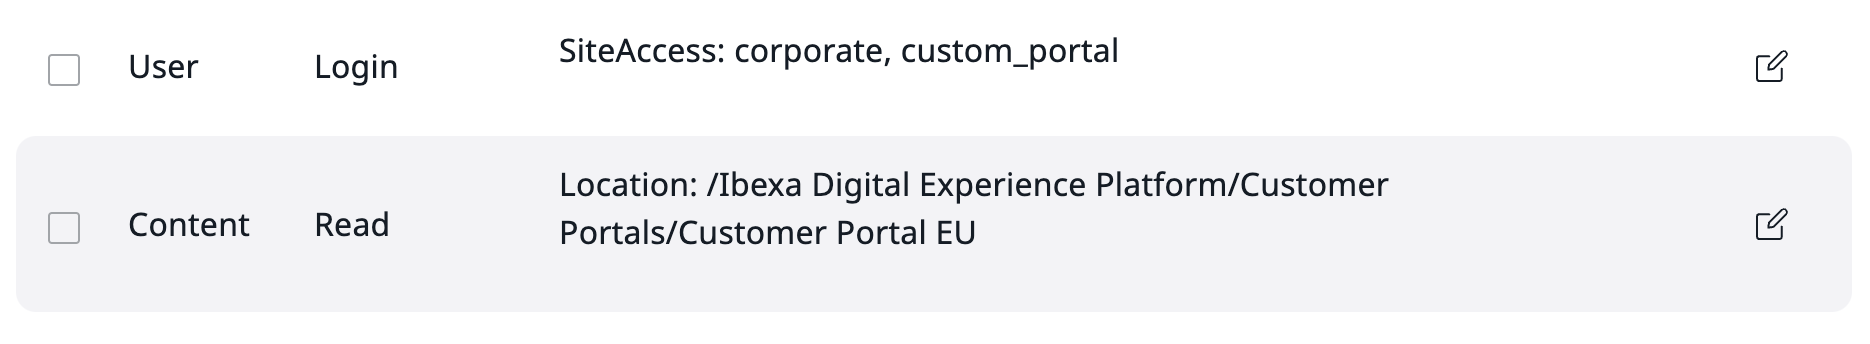 User Login SiteAccess: corporate, custom_portal
Content Read Location: /Ibexa Digital Experience Platform/Customer
Portals/Customer Portal EU